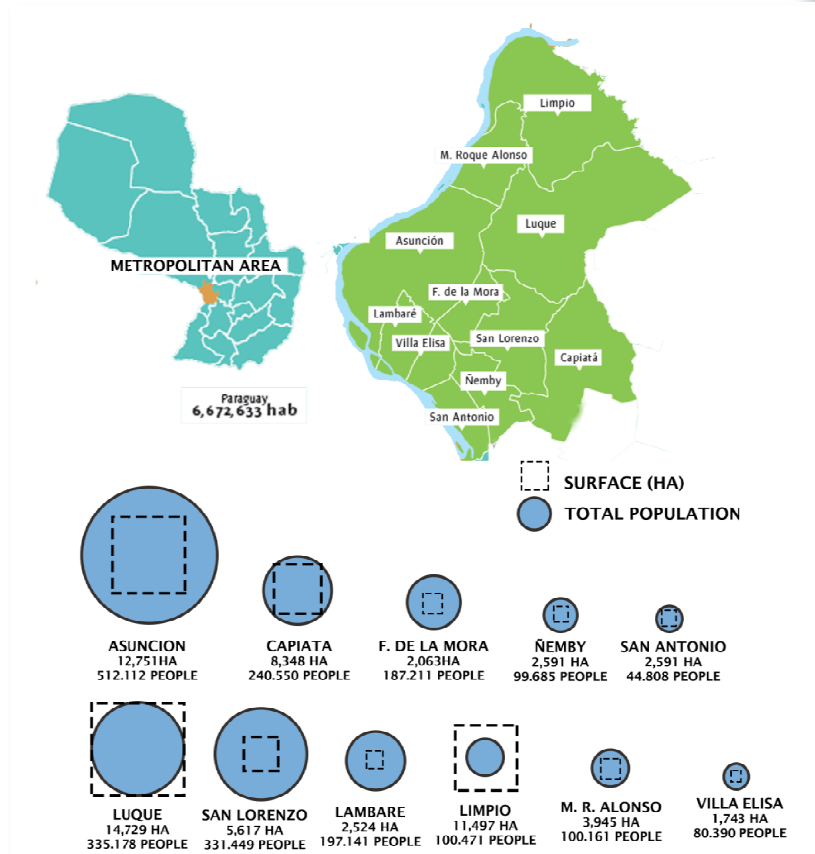 Limpio
M. Roque Alonso
Luque
Asunción
METROPOLITAN AREA
F. de la Mora
Lambaré
Villa Elisa
San Lorenzo
Capiatá
Ñemby
San Antonio
Paraguay
6,672,633 hab
SURFACE (HA)
TOTAL POPULATION
ASUNCION
12,751HA
512.112 PEOPLE
CAPIATA
8,348 HA
240.550 PEOPLE
F. DE LA MORA
2,063HA
187.211 PEOPLE
ÑEMBY
2,591 HA
99.685 PEOPLE
SAN ANTONIO
2,591 HA
44.808 PEOPLE
LUQUE
14,729 HA
335.178 PEOPLE
SAN LORENZO
5,617 HA
331.449 PEOPLE
LAMBARE
2,524 HA
197.141 PEOPLE
LIMPIO
11,497 HA
100.471 PEOPLE
M. R. ALONSO
3,945 HA
100.161 PEOPLE
VILLA ELISA
1,743 HA
80.390 PEOPLE